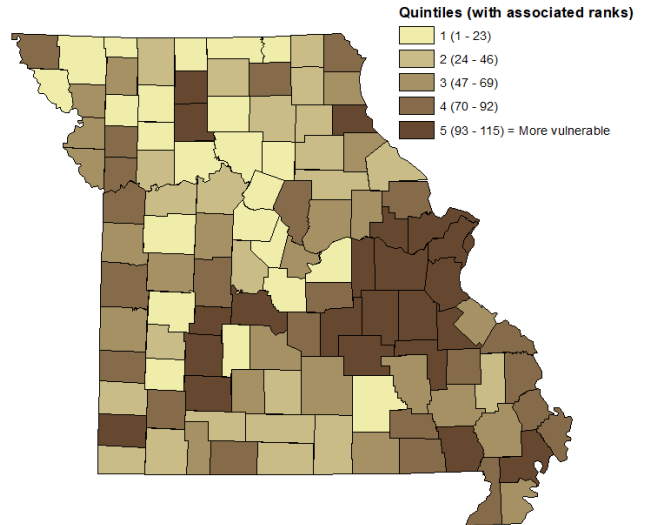 Quintiles (with associated ranks)
1 (1 - 23)
2 (24 - 46)
3 (47 - 69)
4 (70 - 92)
5 (93 - 115) = More vulnerable